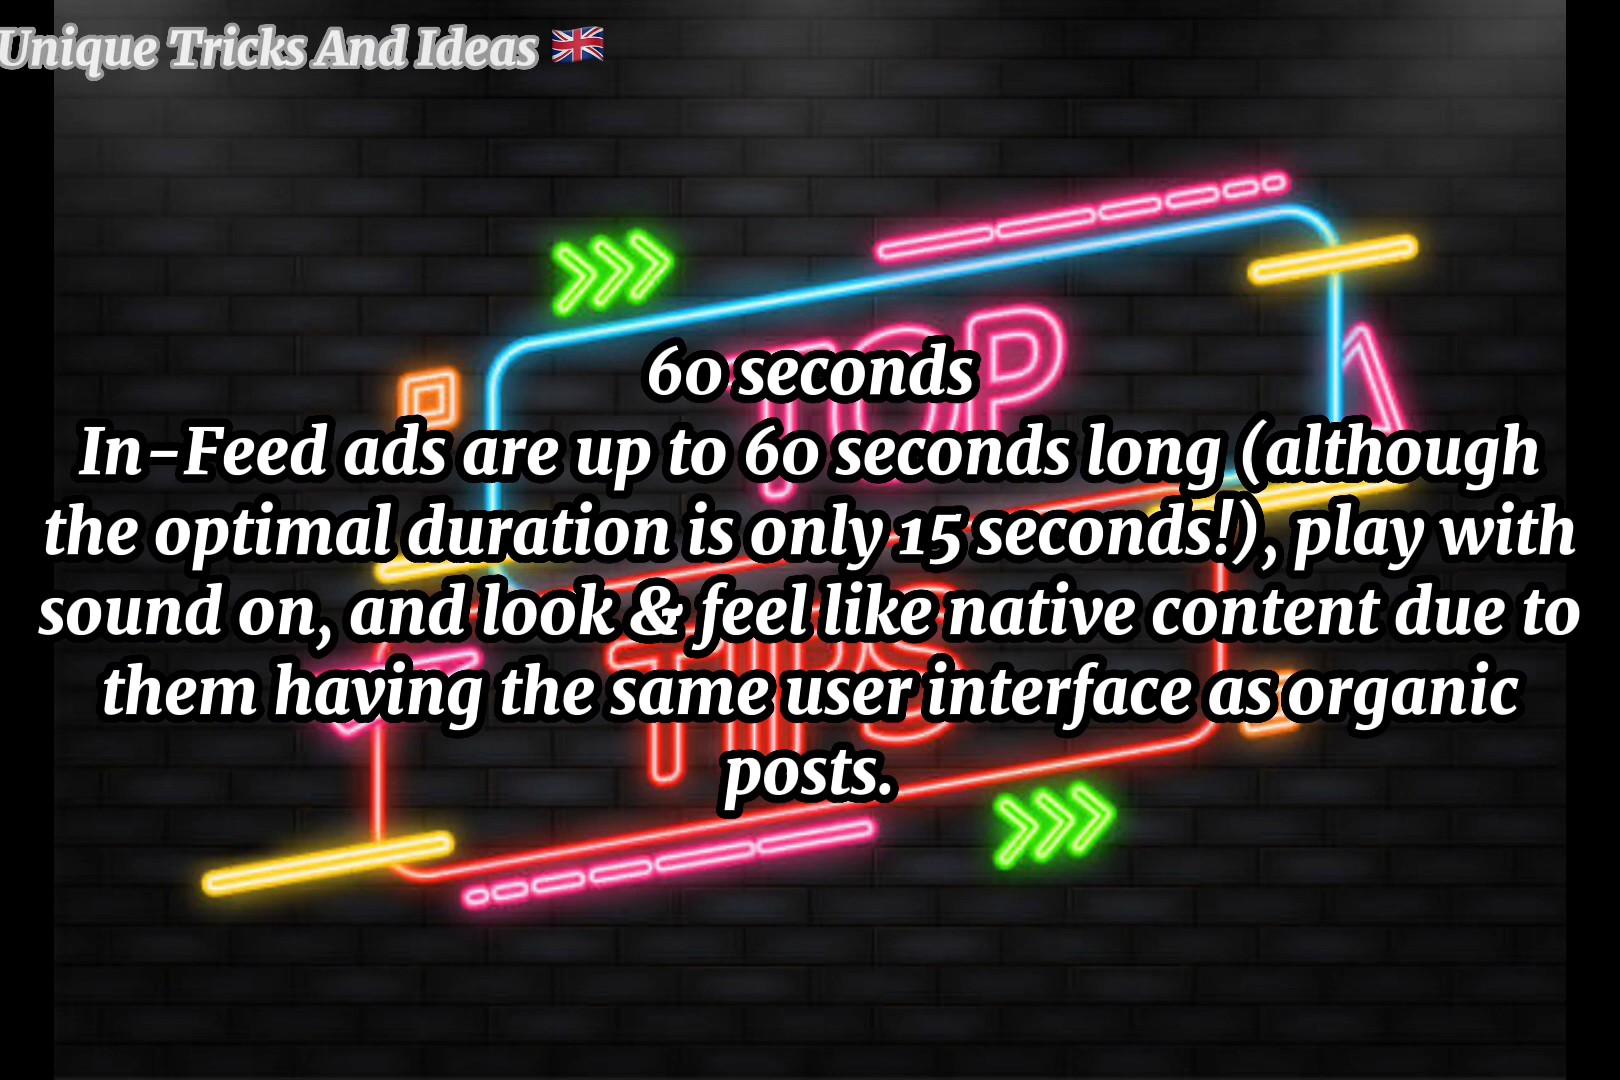 Unique Tricks And Ideas 🇬🇧
TOP
60 seconds
In-Feed ads are up to 60 seconds long (although
the optimal duration is only 15 seconds!), play with
sound on, and look & feel like native content due to
them having the same user interface as organic
posts.
TIPS